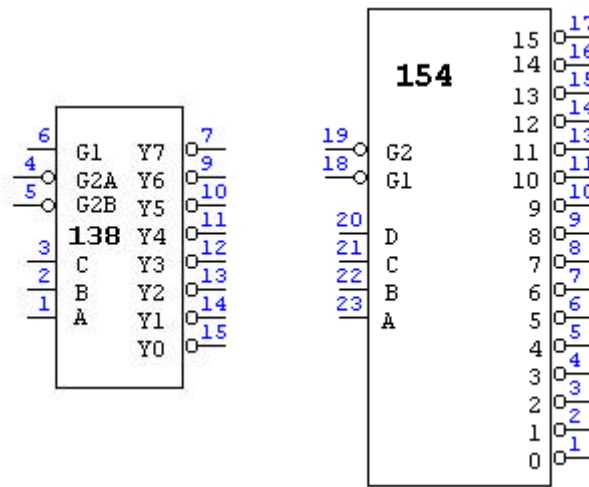 6 G1 Y7 7
4 G2A Y6 9
5 G2B Y5 10
138 Y4 11
3 C Y3 12
2 B Y2 13
1 A Y1 14
Y0 15
154
15 17
14 16
13 15
12 14
19 G2 11 13
18 G1 10 11
9 10
20 D 8 9
21 C 7 8
22 B 6 7
23 A 5 6
4 5
3 4
2 3
1 2
0 1